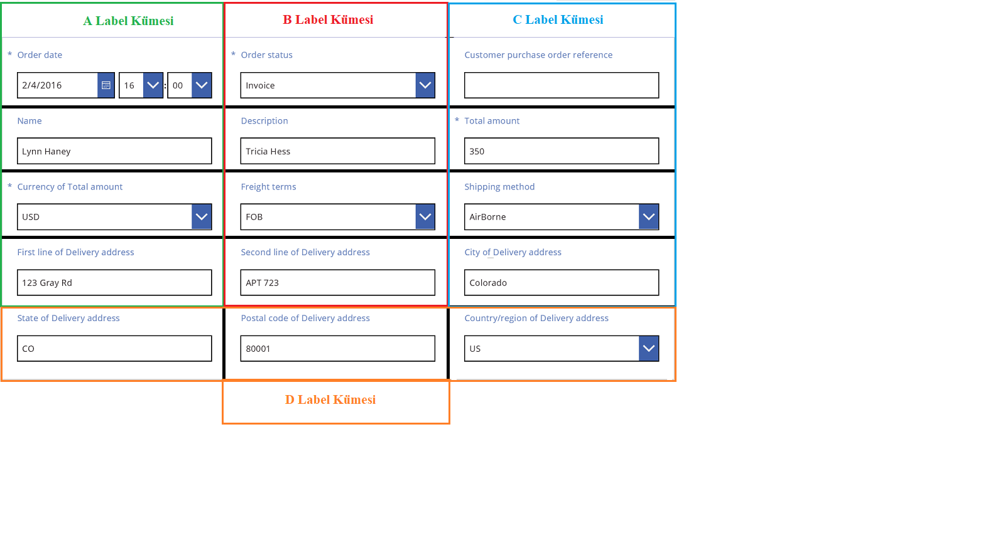 A Label Kümesi B Label Kümesi C Label Kümesi
* Order date * Order status Customer purchase order reference
2/4/2016 16 : 00 Invoice
Name Description * Total amount
Lynn Haney Tricia Hess 350
* Currency of Total amount Freight terms Shipping method
USD FOB AirBorne
First line of Delivery address Second line of Delivery address City of Delivery address
123 Gray Rd APT 723 Colorado
State of Delivery address Postal code of Delivery address Country/region of Delivery address
CO 80001 US
D Label Kümesi